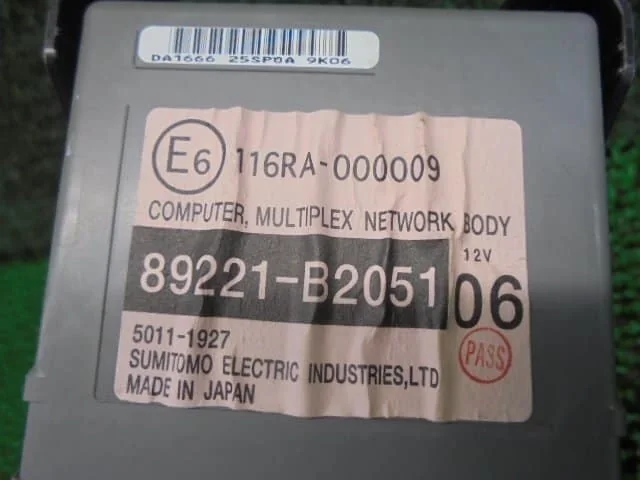 DA1666 25SP0A 9K06
E6 116RA-000009
COMPUTER, MULTIPLEX NETWORK BODY
89221-B2051 12V 06
5011-1927 PASS
SUMITOMO ELECTRIC INDUSTRIES,LTD
MADE IN JAPAN